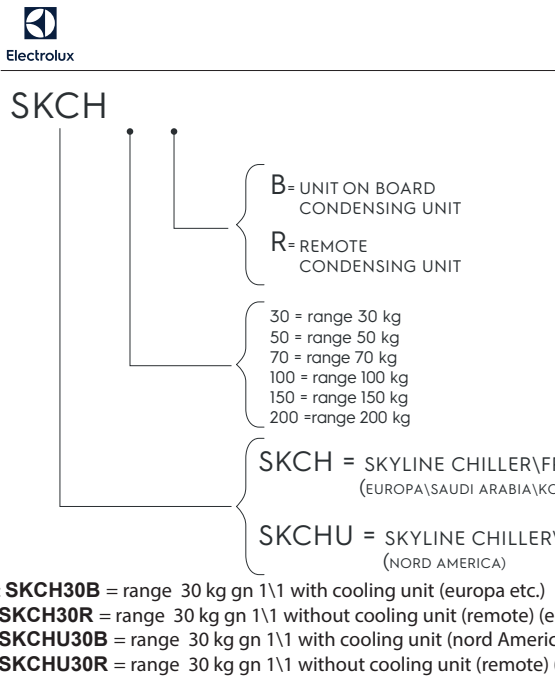 Electrolux
SKCH
B= UNIT ON BOARD
CONDENSING UNIT
R= REMOTE
CONDENSING UNIT
30 = range 30 kg
50 = range 50 kg
70 = range 70 kg
100 = range 100 kg
150 = range 150 kg
200 =range 200 kg
SKCH = SKYLINE CHILLER\F
(EUROPA\SAUDI ARABIA\KO
SKCHU = SKYLINE CHILLER\
(NORD AMERICA)
: SKCH30B = range 30 kg gn 1\1 with cooling unit (europa etc.)
SKCH30R = range 30 kg gn 1\1 without cooling unit (remote) (e
SKCHU30B = range 30 kg gn 1\1 with cooling unit (nord Americ
SKCHU30R = range 30 kg gn 1\1 without cooling unit (remote) (